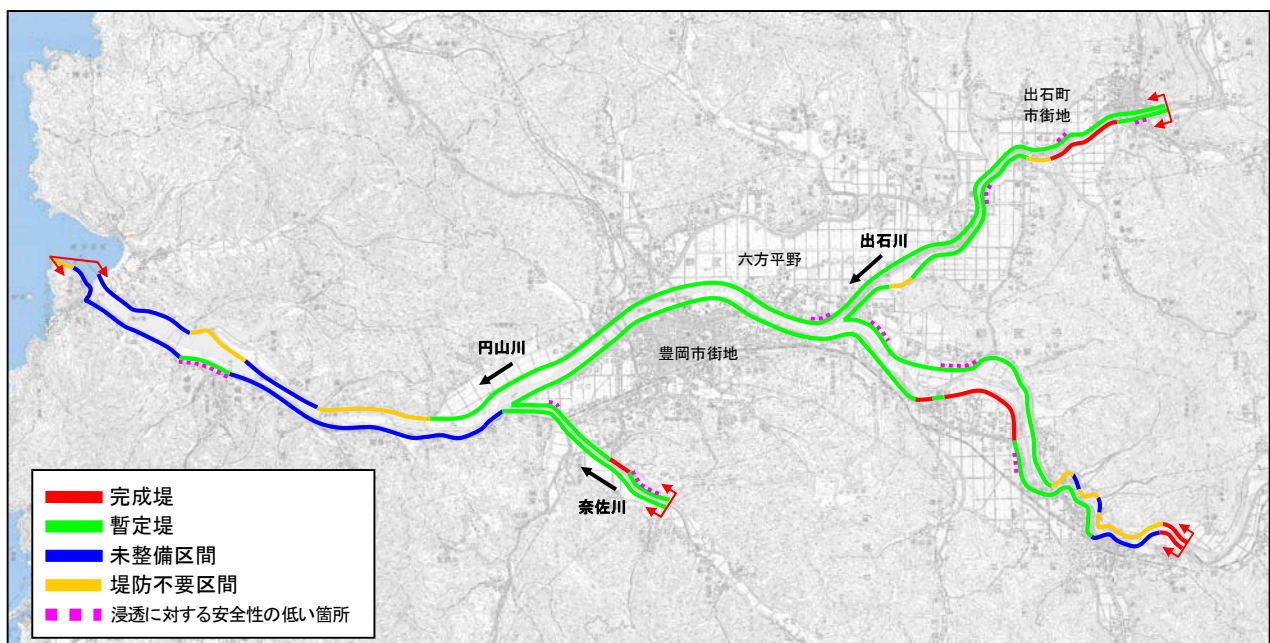 出石町
市街地
出石川
六方平野
円山川
豊岡市街地
奈佐川
完成堤
暫定堤
未整備区間
堤防不要区間
浸透に対する安全性の低い箇所